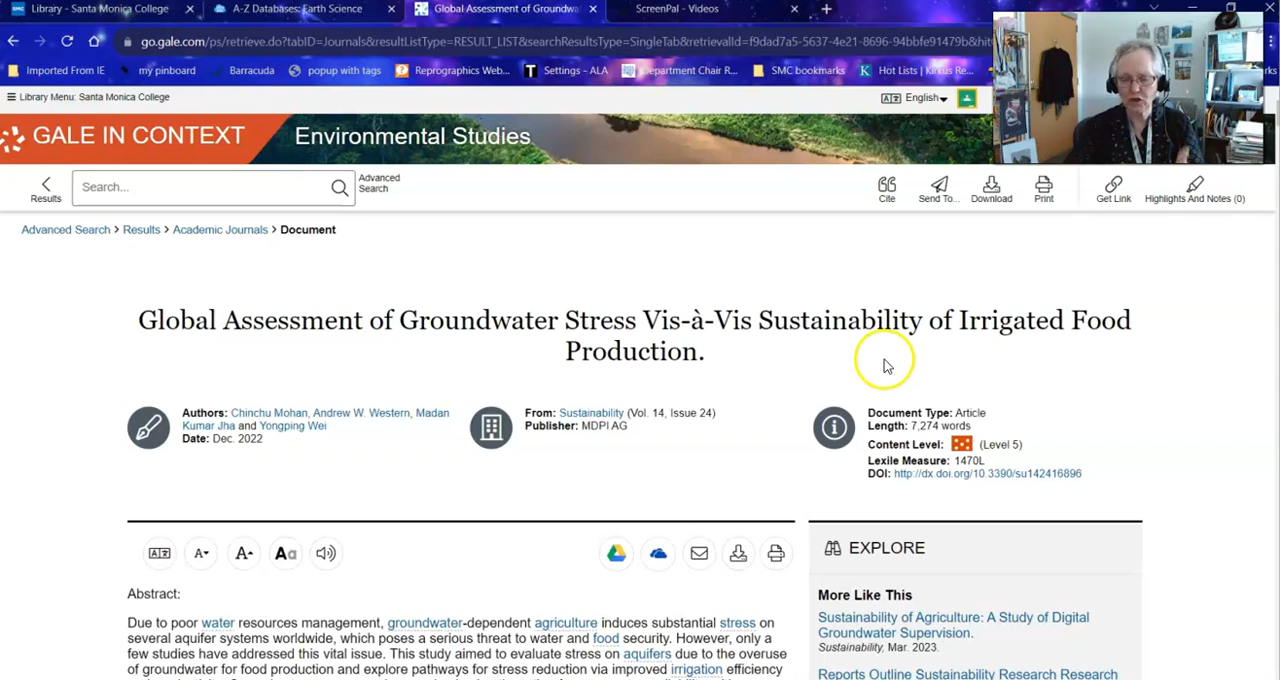 Library - Santa Monica College
A-Z Databases: Earth Science
Global Assessment of Groundwa
ScreenPal - Videos
go.gale.com/ps/retrieve.do?tabID=Journals&resultListType=RESULT_LIST&searchResultsType=SingleTab&retrievalId=f9dad7a5-5637-4e21-8696-94bbfe91479b&hit
Imported From IE
my pinboard
Barracuda
popup with tags
Reprographics Web...
Settings - ALA
Department Chair R...
SMC bookmarks
Hot Lists | Kirkus Re...
Library Menu: Santa Monica College
English
GALE IN CONTEXT
Environmental Studies
Results
Search...
Advanced
Search
Cite
Send To...
Download
Print
Get Link
Highlights And Notes (0)
Advanced Search > Results > Academic Journals > Document
Global Assessment of Groundwater Stress Vis-à-Vis Sustainability of Irrigated Food
Production.
Authors: Chinchu Mohan, Andrew W. Western, Madan
Kumar Jha and Yongping Wei
Date: Dec. 2022
From: Sustainability (Vol. 14, Issue 24)
Publisher: MDPI AG
Document Type: Article
Length: 7,274 words
Content Level: (Level 5)
Lexile Measure: 1470L
DOI: http://dx.doi.org/10.3390/su142416896
A
A
Aa
EXPLORE
Abstract:
Due to poor water resources management, groundwater-dependent agriculture induces substantial stress on
several aquifer systems worldwide, which poses a serious threat to water and food security. However, only a
few studies have addressed this vital issue. This study aimed to evaluate stress on aquifers due to the overuse
of groundwater for food production and explore pathways for stress reduction via improved irrigation efficiency
More Like This
Sustainability of Agriculture: A Study of Digital
Groundwater Supervision.
Sustainability, Mar. 2023.
Reports Outline Sustainability Research Research